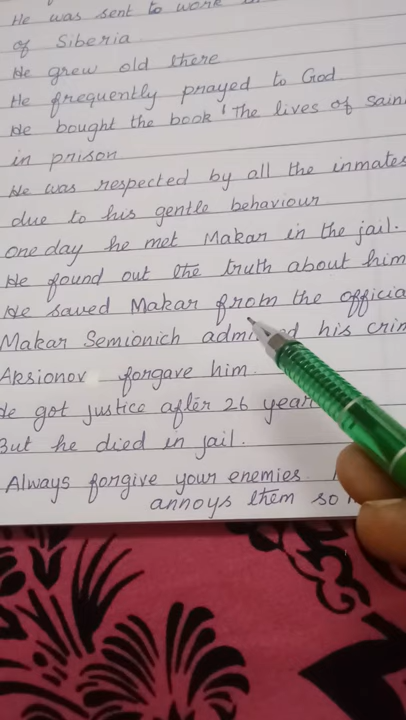 He was sent to work
of Siberia
He grew old there
He frequently prayed to God
He bought the book 'The lives of
in prison
He was respected by all the inmates
due to his gentle behaviour
one day he met Makar in the jail.
He found out the truth about him
He saved Makar from the
Makar Semionich his
Aksionov forgave him
He got justice after 26
But he died in jail.
Always forgive your enemies
annoys them so